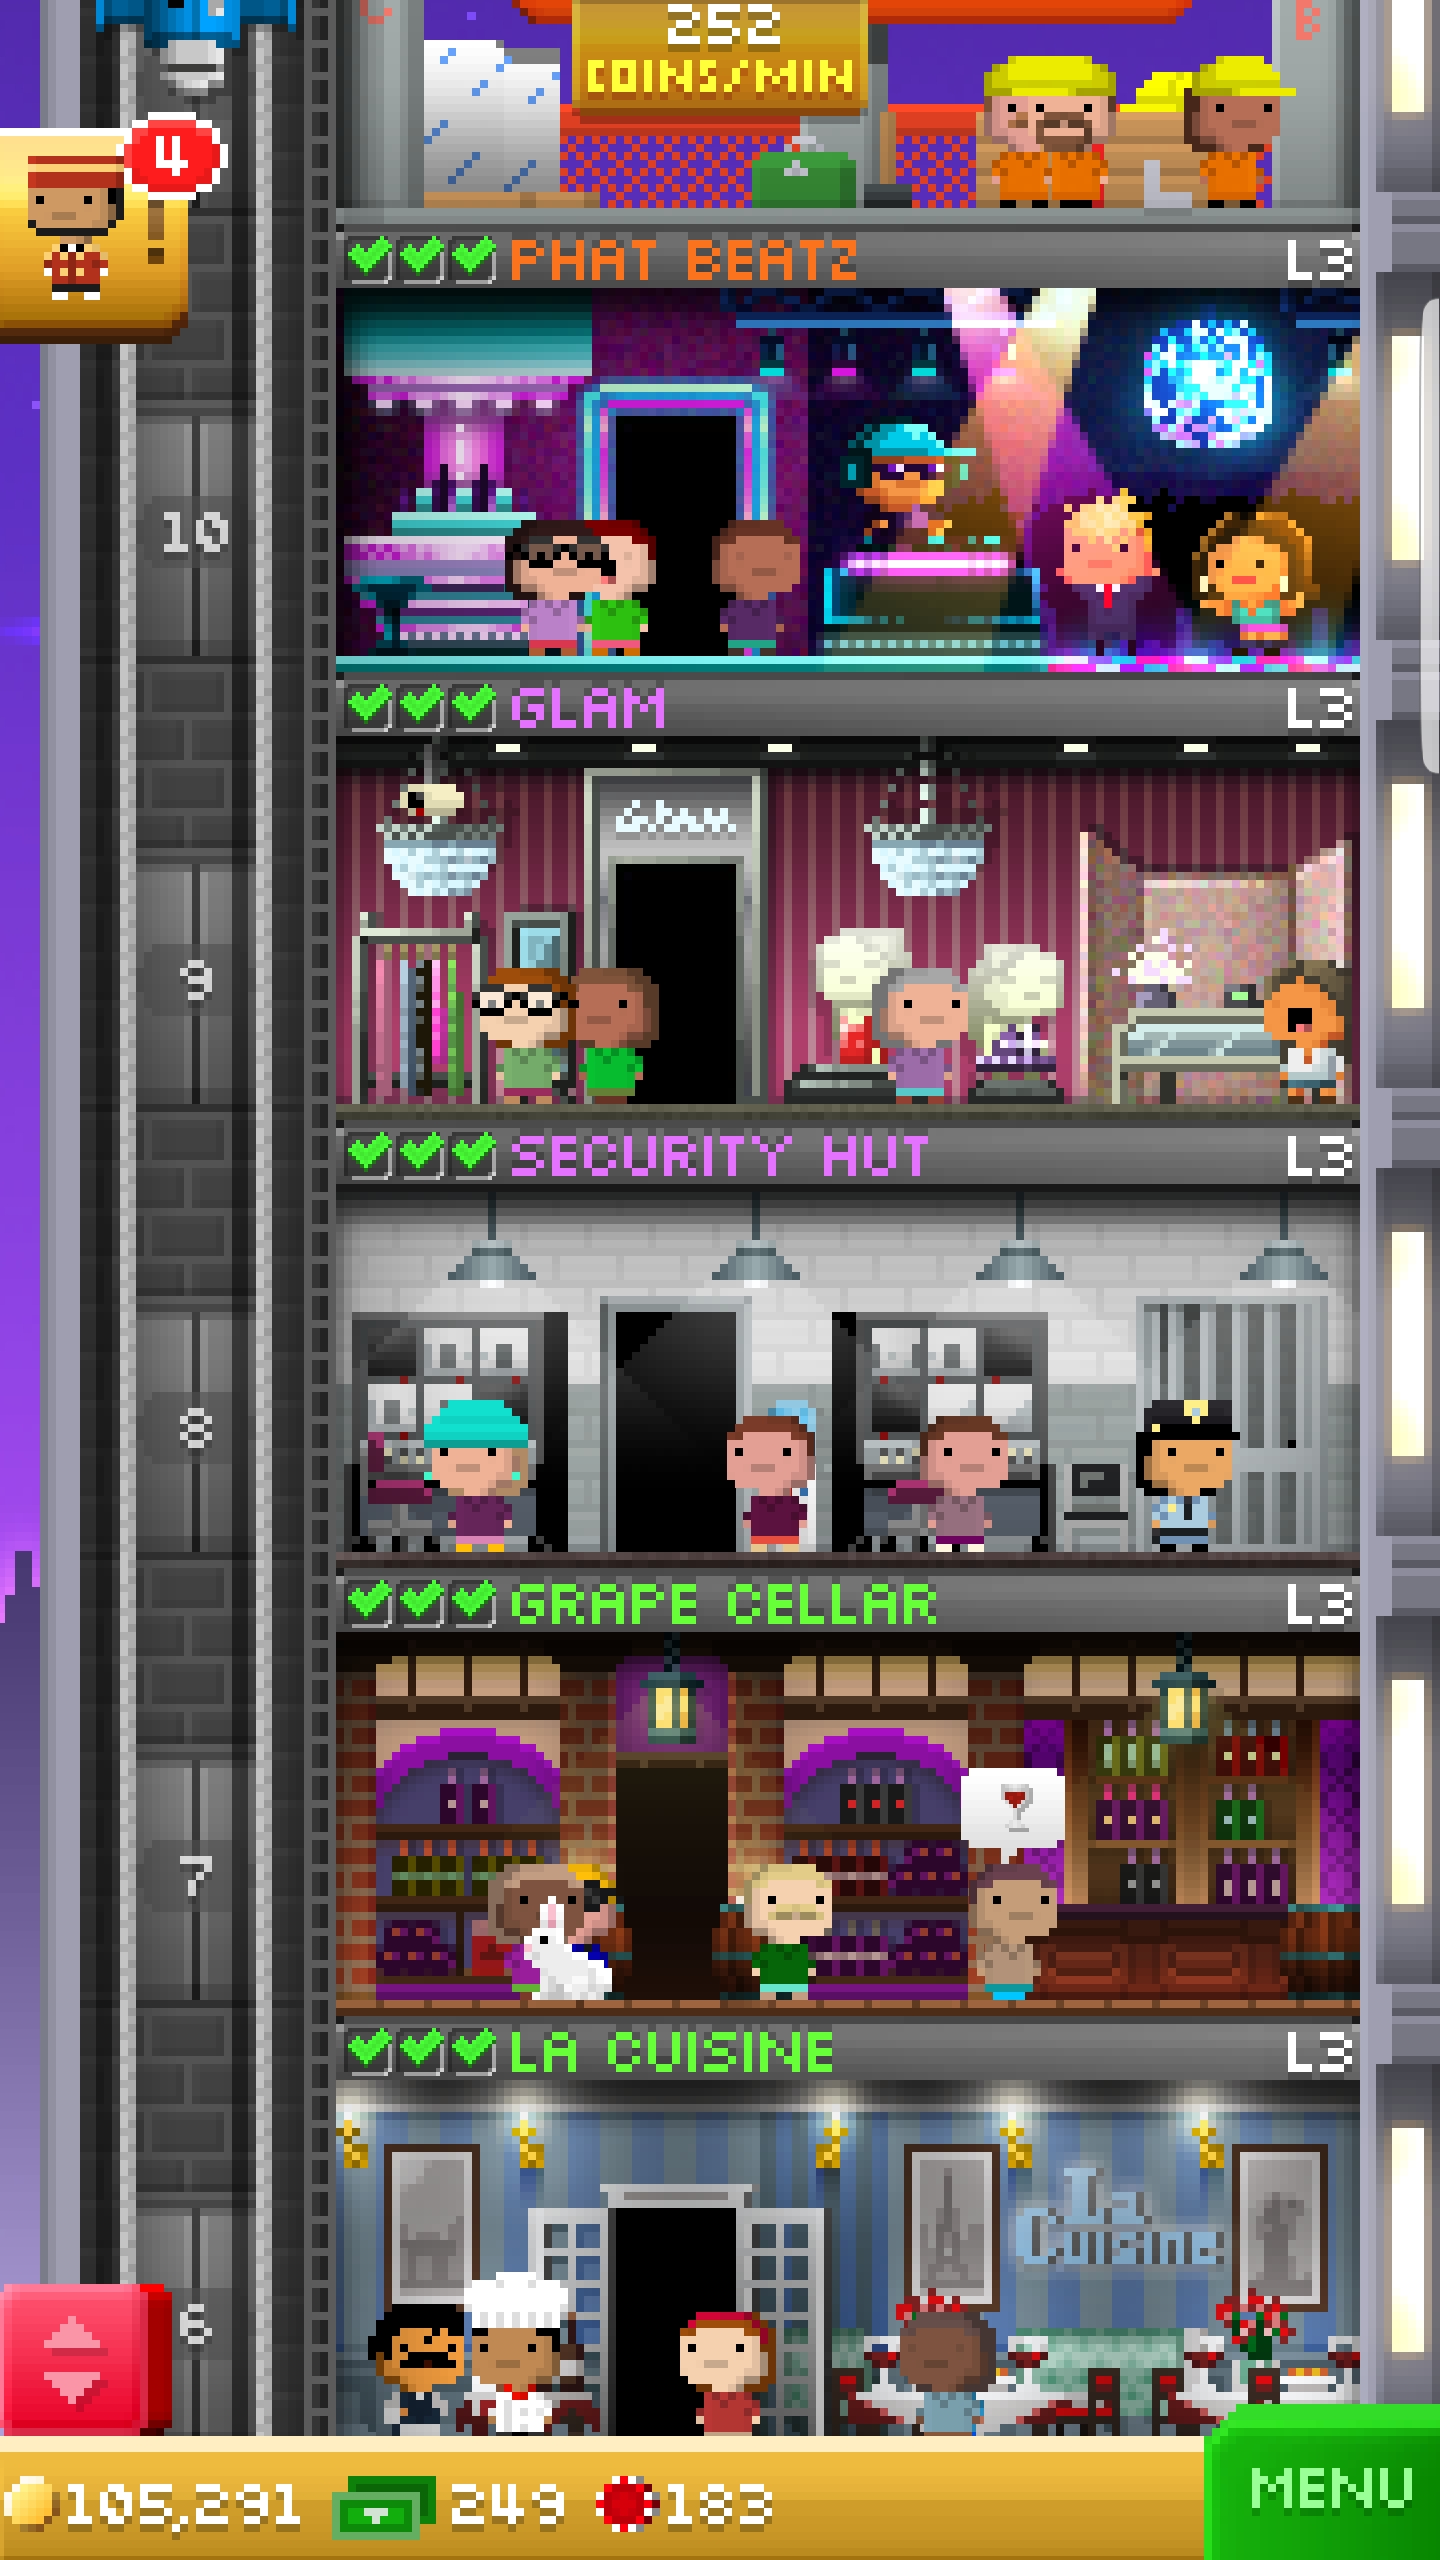 252
COINS/MIN
4
PHAT BEATZ L3
10
GLAM L3
Glam
9
SECURITY HUT L3
8
GRAPE CELLAR L3
7
LA CUISINE L3
La
Cuisine
6
105,291 249 183
MENU